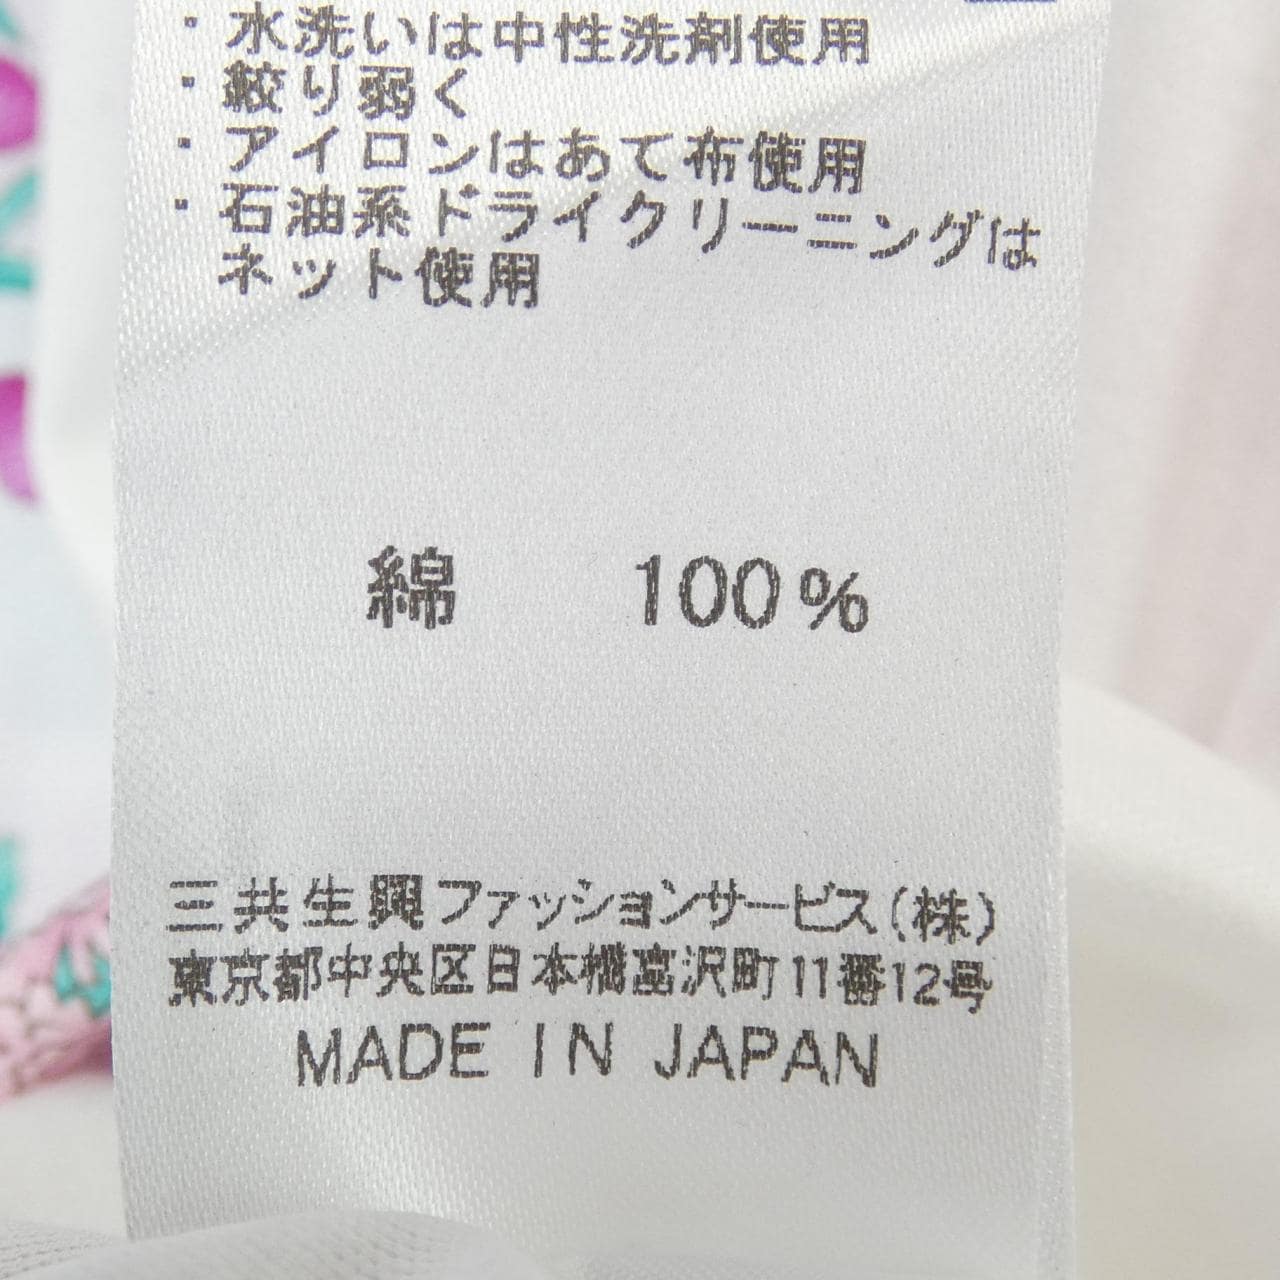 ・水洗いは中性洗剤使用
・絞り弱く
・アイロンはあて布使用
・石油系ドライクリーニングは
ネット使用
綿 100%
三共生興ファッションサービス(株)
東京都中央区日本橋富沢町11番12号
MADE IN JAPAN